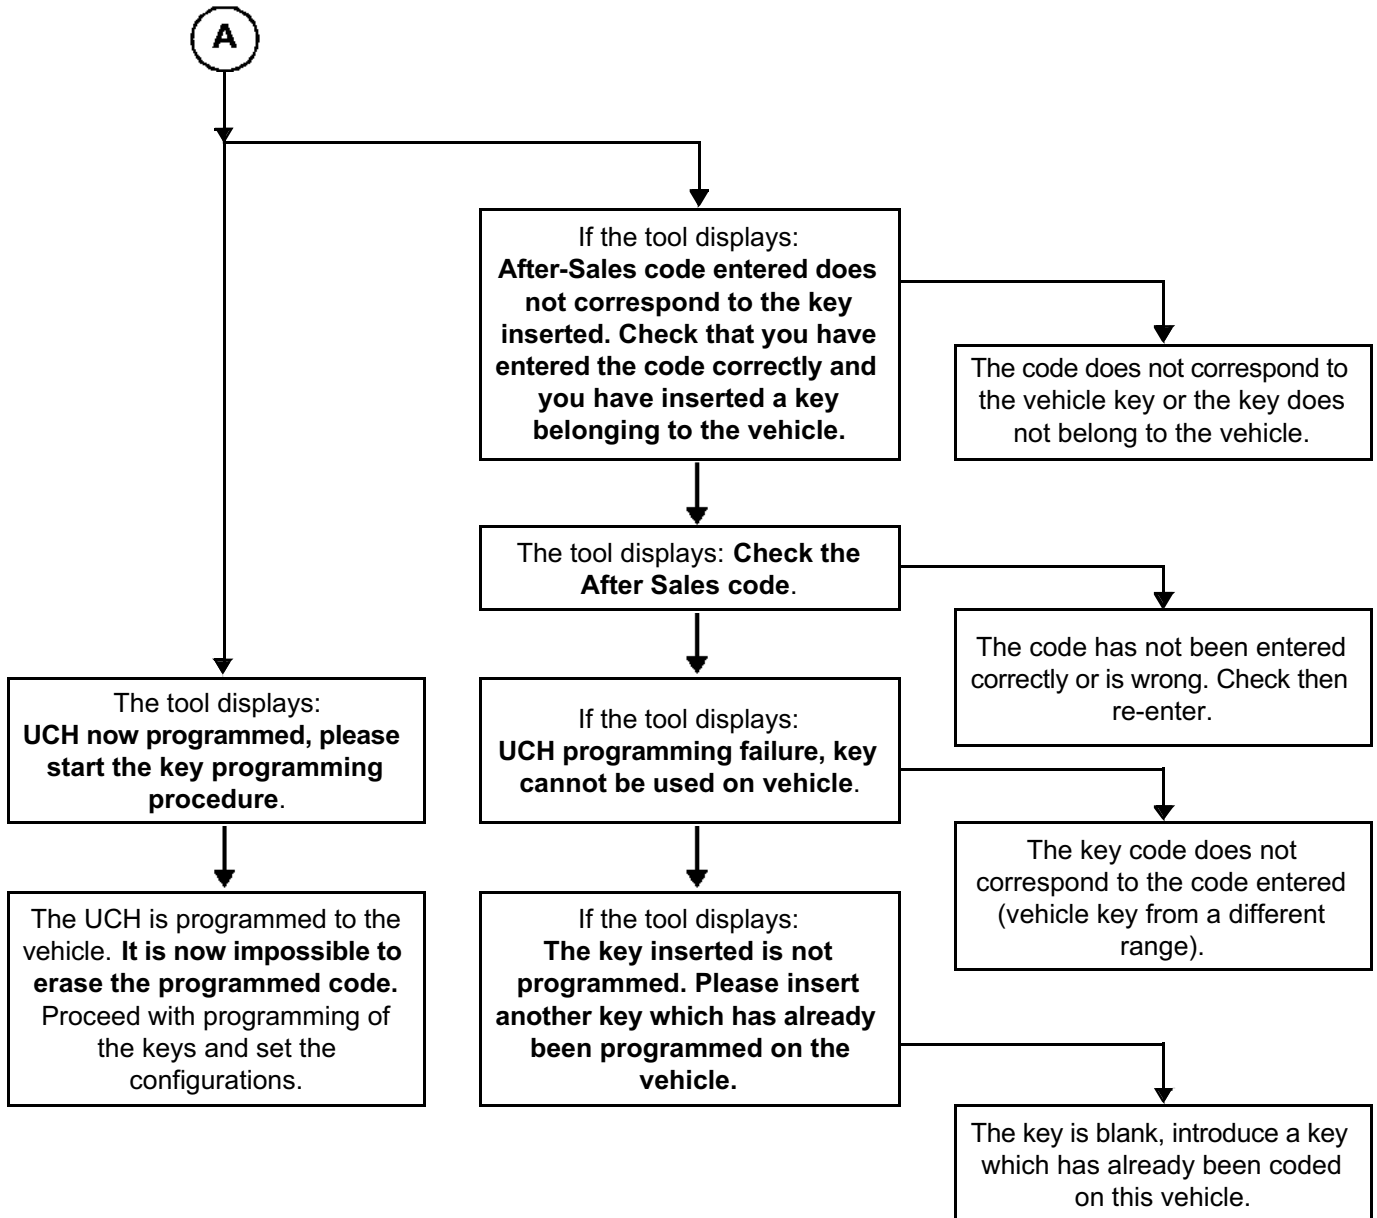 A
If the tool displays:
After-Sales code entered does
not correspond to the key
inserted. Check that you have
entered the code correctly and
you have inserted a key
belonging to the vehicle.
The code does not correspond to
the vehicle key or the key does
not belong to the vehicle.
The tool displays: Check the
After Sales code.
The code has not been entered
correctly or is wrong. Check then
re-enter.
The tool displays:
UCH now programmed, please
start the key programming
procedure.
If the tool displays:
UCH programming failure, key
cannot be used on vehicle.
The key code does not
correspond to the code entered
(vehicle key from a different
range).
The UCH is programmed to the
vehicle. It is now impossible to
erase the programmed code.
Proceed with programming of
the keys and set the
configurations.
If the tool displays:
The key inserted is not
programmed. Please insert
another key which has already
been programmed on the
vehicle.
The key is blank, introduce a key
which has already been coded
on this vehicle.